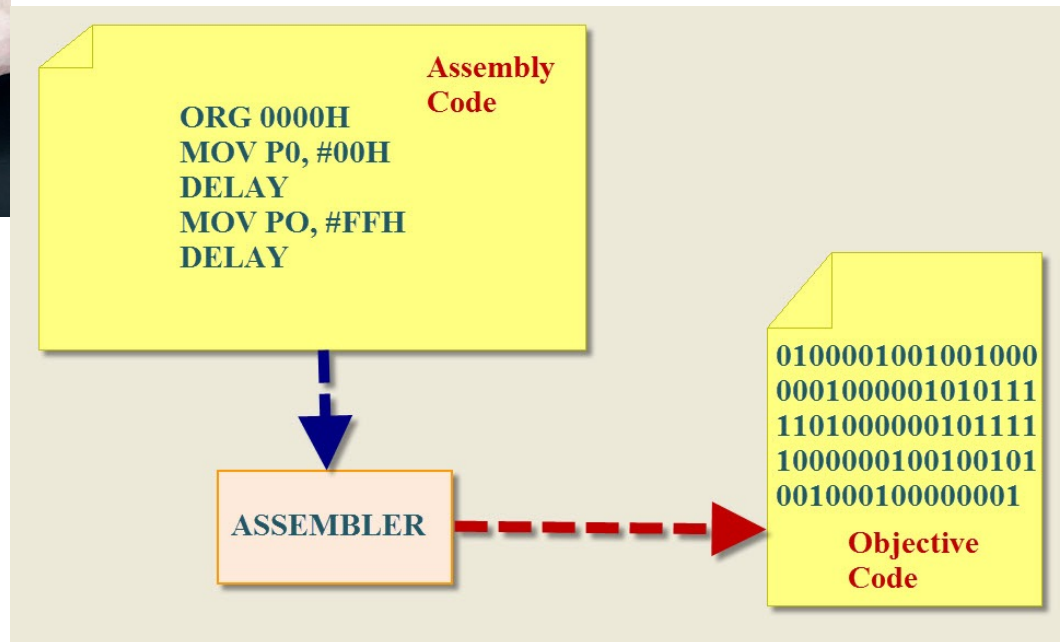 Assembly
Code
ORG 0000H
MOV P0, #00H
DELAY
MOV PO, #FFH
DELAY
ASSEMBLER
0100001001001000
0001000001010111
1101000000101111
1000000100100101
001000100000001
Objective
Code